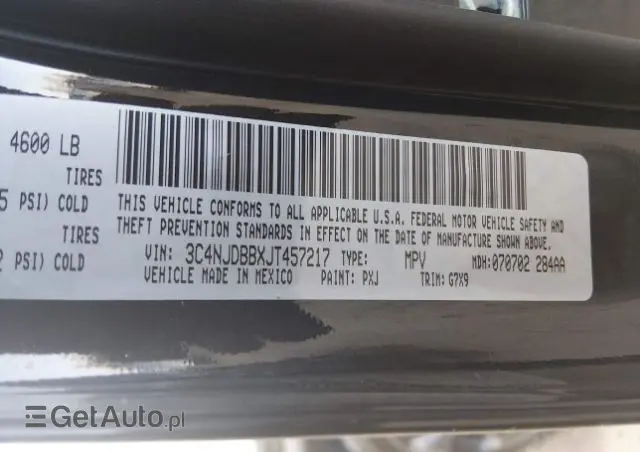 4600 LB
TIRES
5 PSI) COLD
TIRES
PSI) COLD
THIS VEHICLE CONFORMS TO ALL APPLICABLE U.S.A. FEDERAL MOTOR VEHICLE SAFETY AND
THEFT PREVENTION STANDARDS IN EFFECT ON THE DATE OF MANUFACTURE SHOWN ABOVE.
VIN: 3C4NJDBBXJT457217 TYPE: MPV MDH:070702 284AA
VEHICLE MADE IN MEXICO PAINT: PXJ TRIM: G7X9
GetAuto.pl